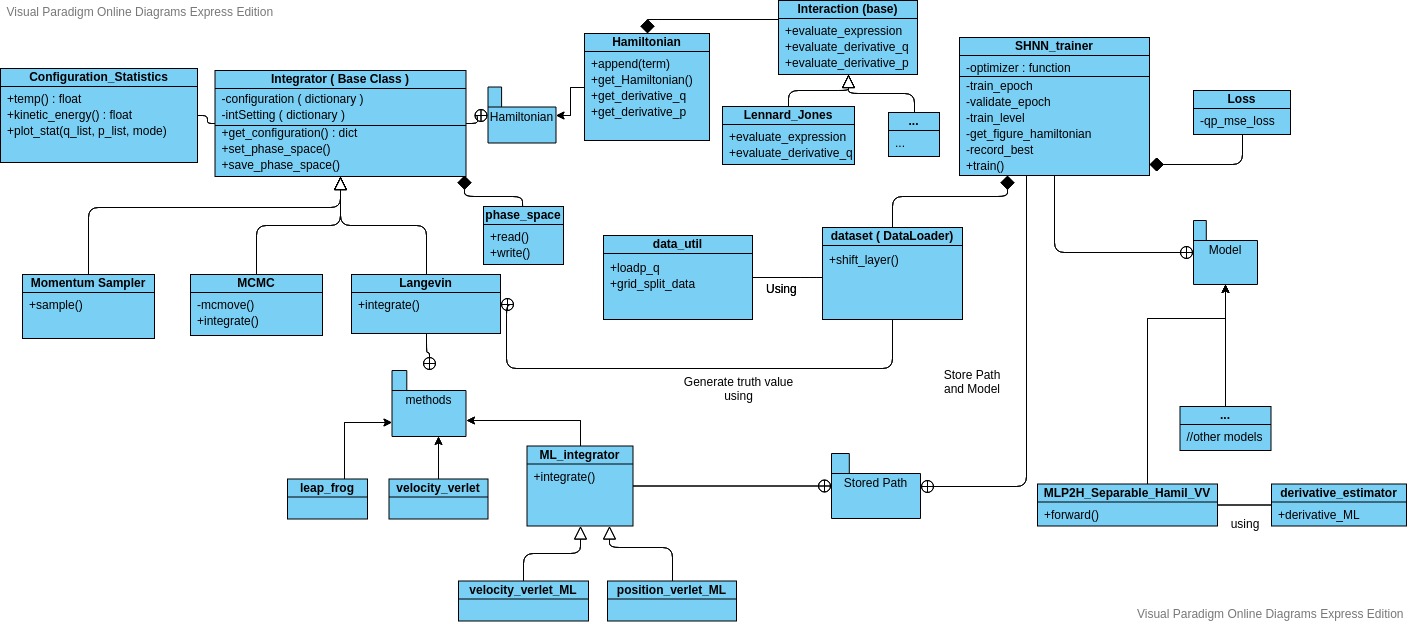 Visual Paradigm Online Diagrams Express Edition
Configuration_Statistics
+temp() : float
+kinetic_energy() : float
+plot_stat(q_list, p_list, mode)
Integrator ( Base Class )
-configuration ( dictionary )
-intSetting ( dictionary )
+get_configuration() : dict
+set_phase_space()
+save_phase_space()
Hamiltonian
Hamiltonian
+append(term)
+get_Hamiltonian()
+get_derivative_q
+get_derivative_p
Interaction (base)
+evaluate_expression
+evaluate_derivative_q
+evaluate_derivative_p
Lennard_Jones
+evaluate_expression
+evaluate_derivative_q
...
...
SHNN_trainer
-optimizer : function
-train_epoch
-validate_epoch
-train_level
-get_figure_hamiltonian
-record_best
+train()
Loss
-qp_mse_loss
phase_space
+read()
+write()
data_util
+loadp_q
+grid_split_data
Using
dataset ( DataLoader)
+shift_layer()
Model
Momentum Sampler
+sample()
MCMC
-mcmove()
+integrate()
Langevin
+integrate()
Generate truth value
using
Store Path
and Model
methods
...
//other models
leap_frog
velocity_verlet
ML_integrator
+integrate()
Stored Path
MLP2H_Separable_Hamil_VV
+forward()
using
derivative_estimator
+derivative_ML
velocity_verlet_ML
position_verlet_ML
Visual Paradigm Online Diagrams Express Edition